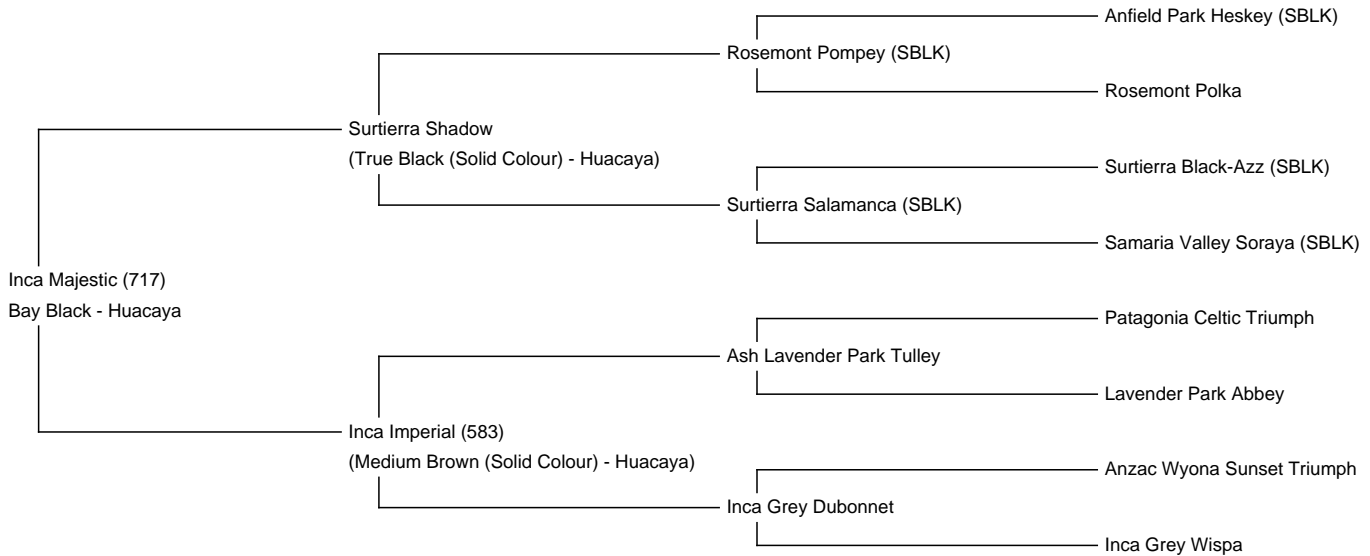 Anfield Park Heskey (SBLK)
Rosemont Pompey (SBLK)
Rosemont Polka
Surtierra Shadow
(True Black (Solid Colour) - Huacaya)
Surtierra Black-Azz (SBLK)
Surtierra Salamanca (SBLK)
Samaria Valley Soraya (SBLK)
Inca Majestic (717)
Bay Black - Huacaya
Patagonia Celtic Triumph
Ash Lavender Park Tulley
Lavender Park Abbey
Inca Imperial (583)
(Medium Brown (Solid Colour) - Huacaya)
Anzac Wyona Sunset Triumph
Inca Grey Dubonnet
Inca Grey Wispa